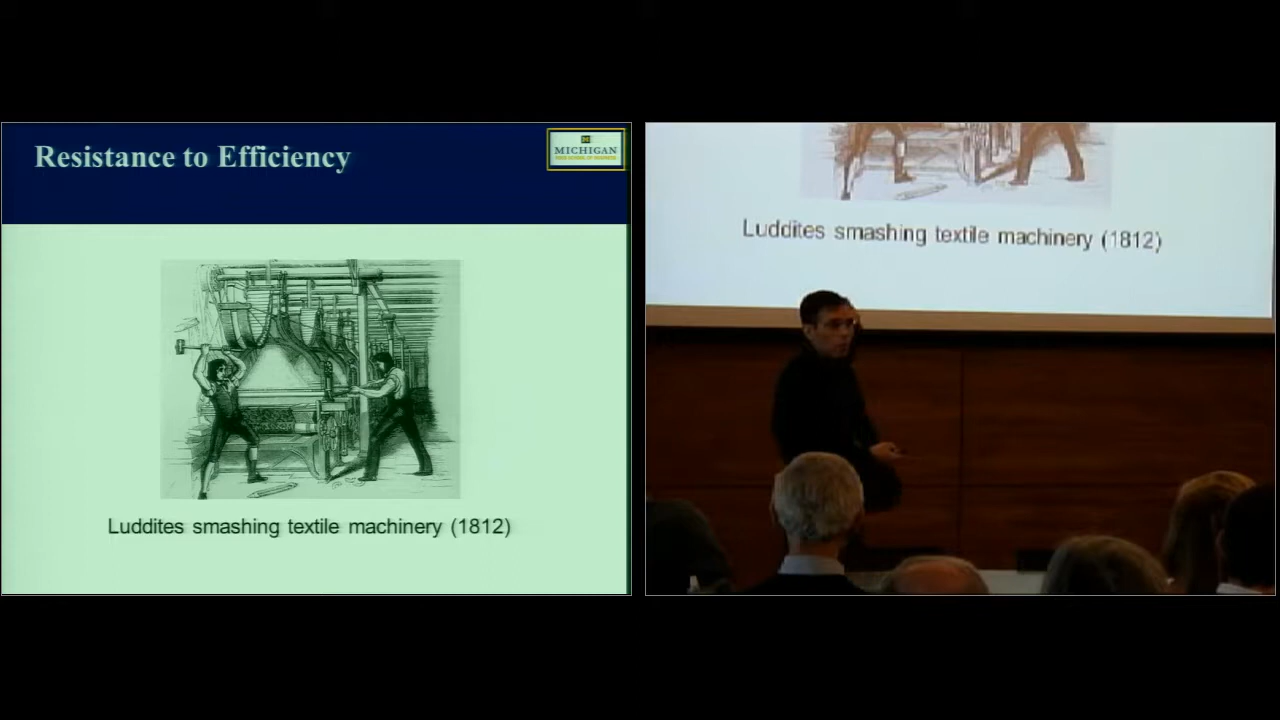 Resistance to Efficiency
MICHIGAN
Luddites smashing textile machinery (1812)
Luddites smashing textile machinery (1812)